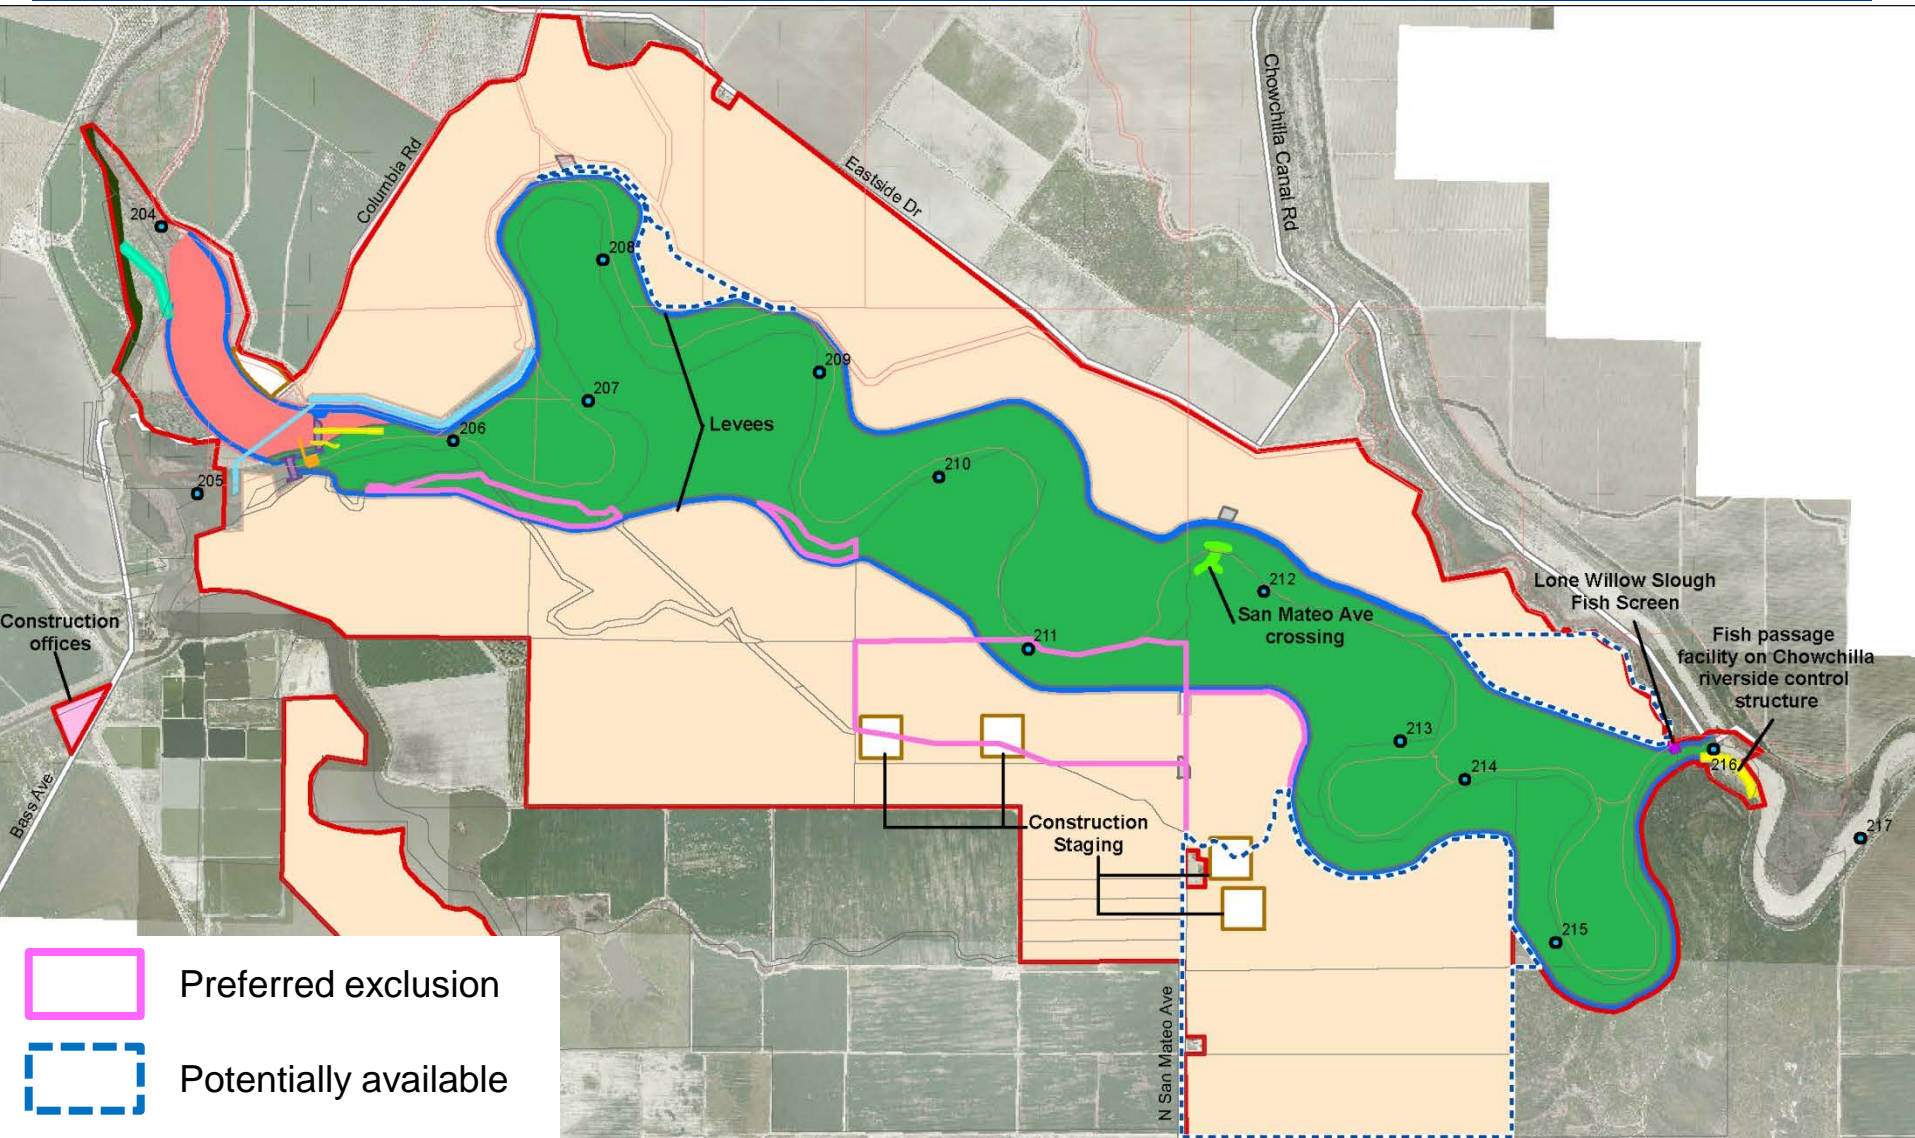 Chowchilla Canal Rd
Columbia Rd
Eastside Dr
204
208
209
207
Levees
206
210
205
212
Lone Willow Slough
Fish Screen
San Mateo Ave
crossing
Construction
offices
211
Fish passage
facility on Chowchilla
riverside control
structure
213
214
216
217
Bass Ave
Construction
Staging
215
N San Mateo Ave
Preferred exclusion
Potentially available